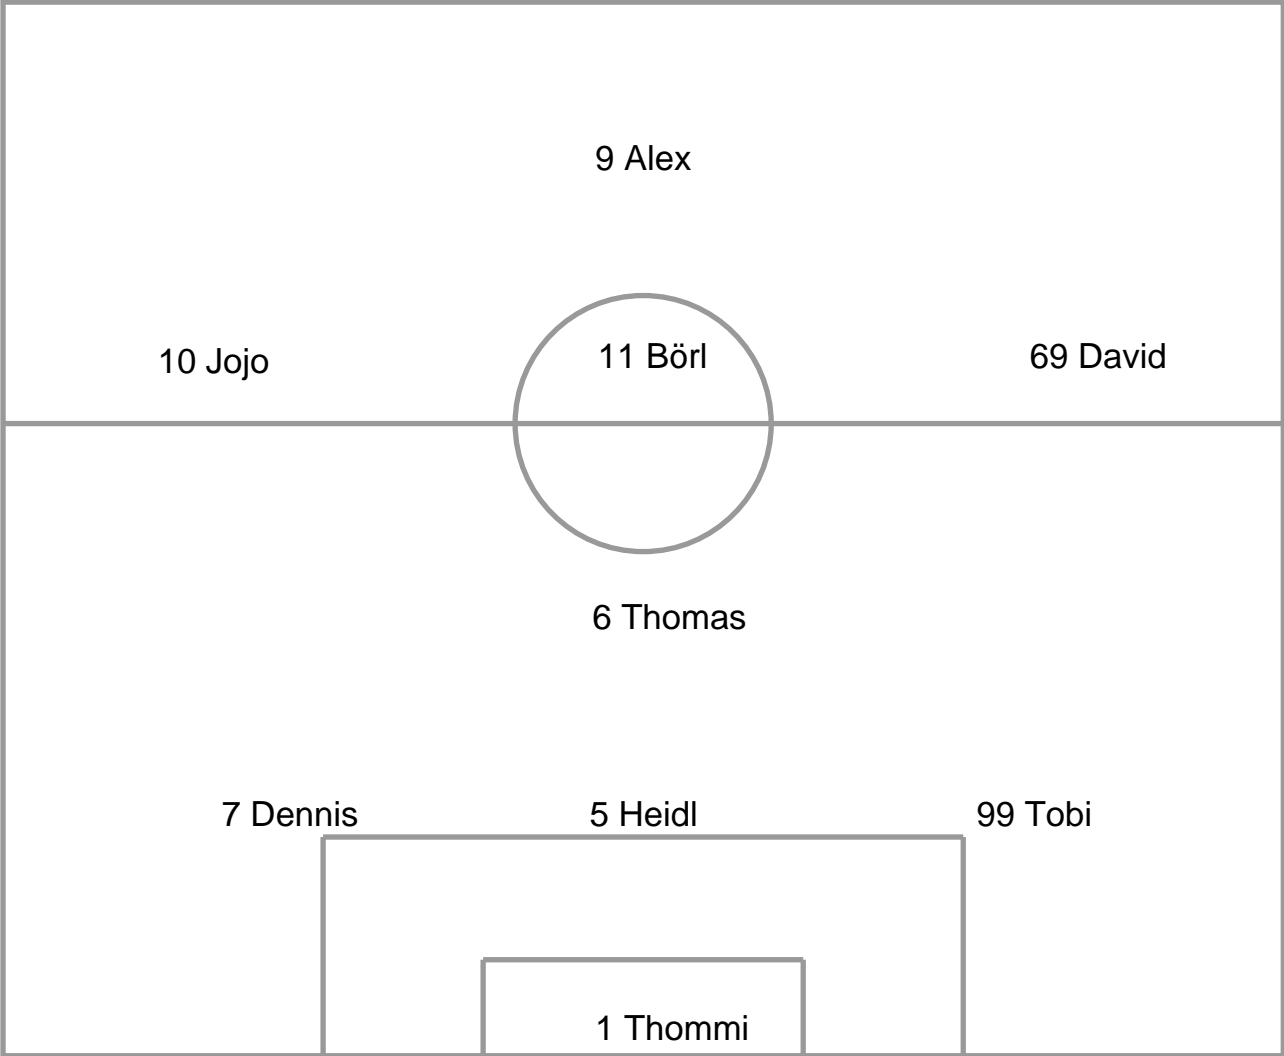 9 Alex
10 Jojo
11 Börl
69 David
6 Thomas
7 Dennis
5 Heidl
99 Tobi
1 Thommi